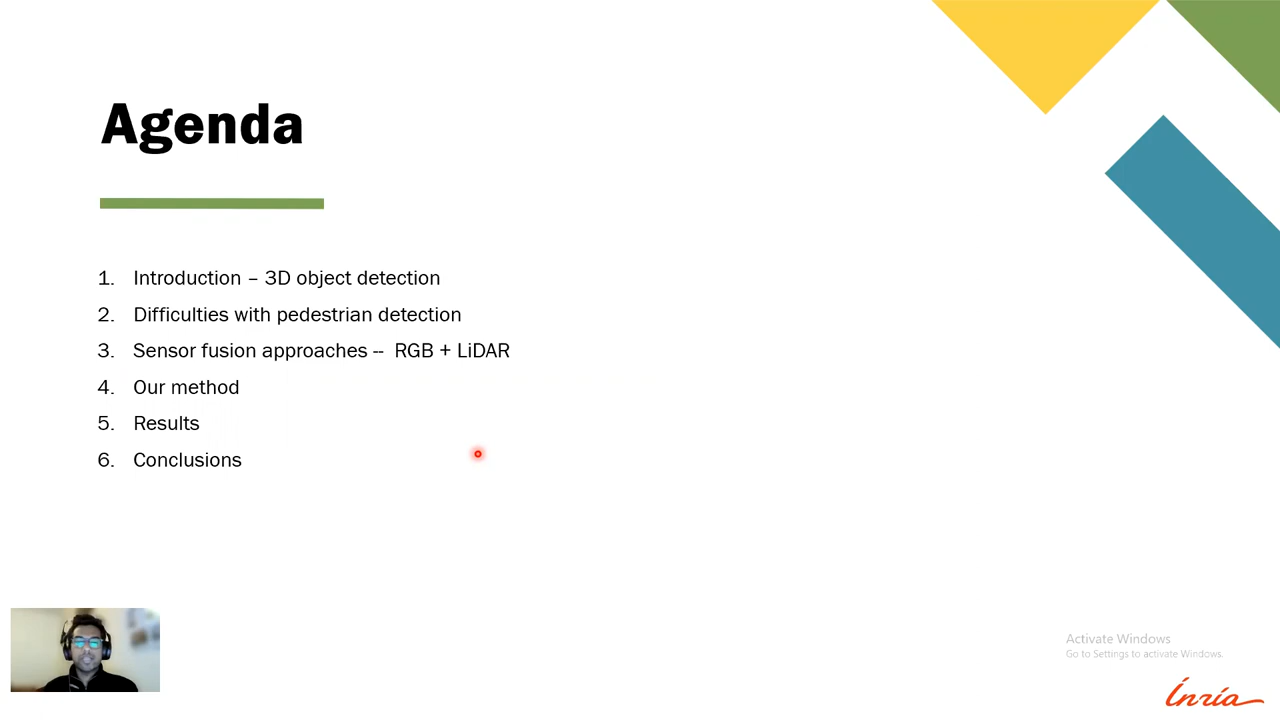 Agenda
1. Introduction – 3D object detection
2. Difficulties with pedestrian detection
3. Sensor fusion approaches -- RGB + LiDAR
4. Our method
5. Results
6. Conclusions
Activate Windows
Go to Settings to activate Windows.
Inria